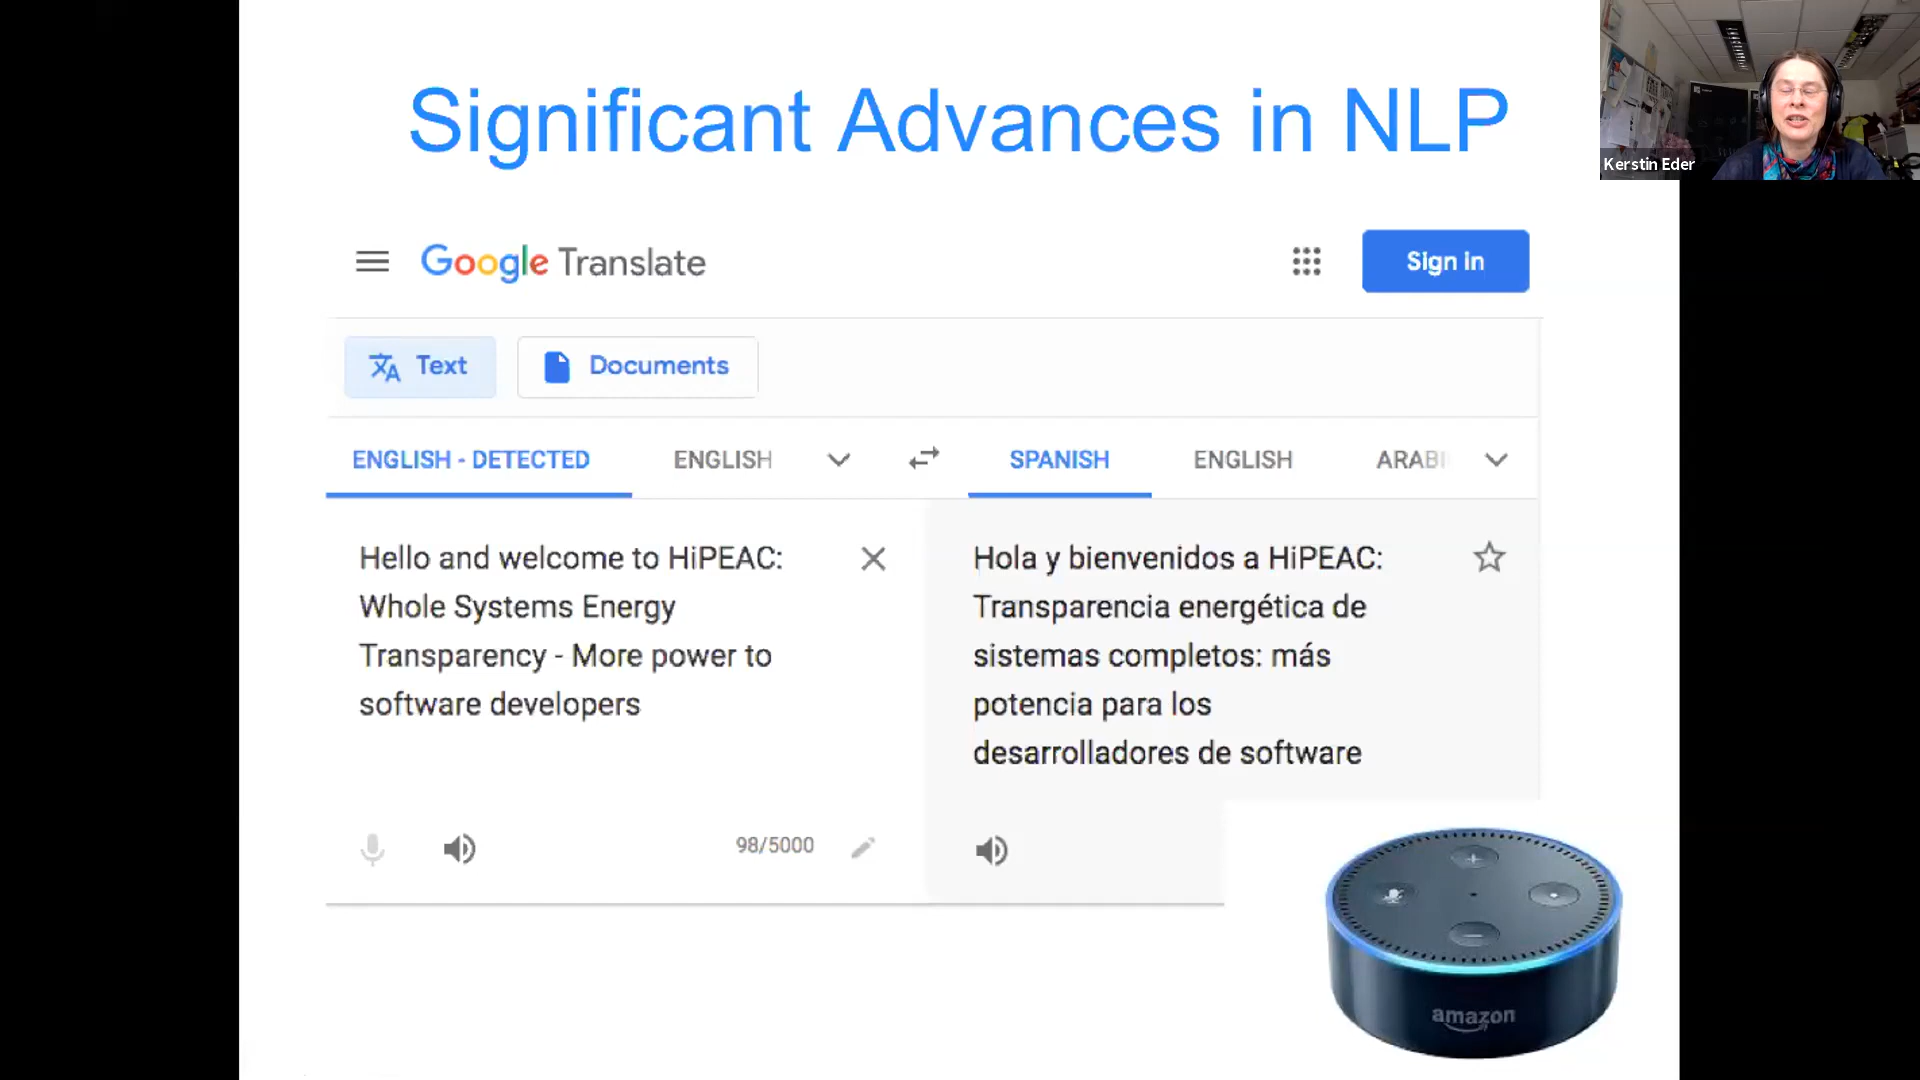 Significant Advances in NLP
Kerstin Eder
Google Translate
Sign in
Text
Documents
ENGLISH - DETECTED
ENGLISH
SPANISH
ENGLISH
ARABI
Hello and welcome to HiPEAC:
Whole Systems Energy
Transparency - More power to
software developers
98/5000
Hola y bienvenidos a HiPEAC:
Transparencia energética de
sistemas completos: más
potencia para los
desarrolladores de software
amazon